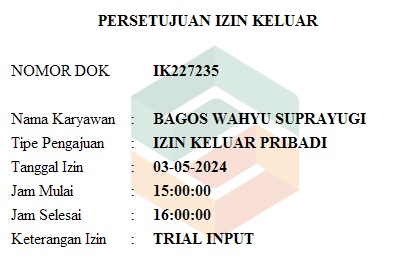 PERSETUJUAN IZIN KELUAR
NOMOR DOK IK227235
Nama Karyawan : BAGOS WAHYU SUPRAYUGI
Tipe Pengajuan : IZIN KELUAR PRIBADI
Tanggal Izin : 03-05-2024
Jam Mulai : 15:00:00
Jam Selesai : 16:00:00
Keterangan Izin : TRIAL INPUT